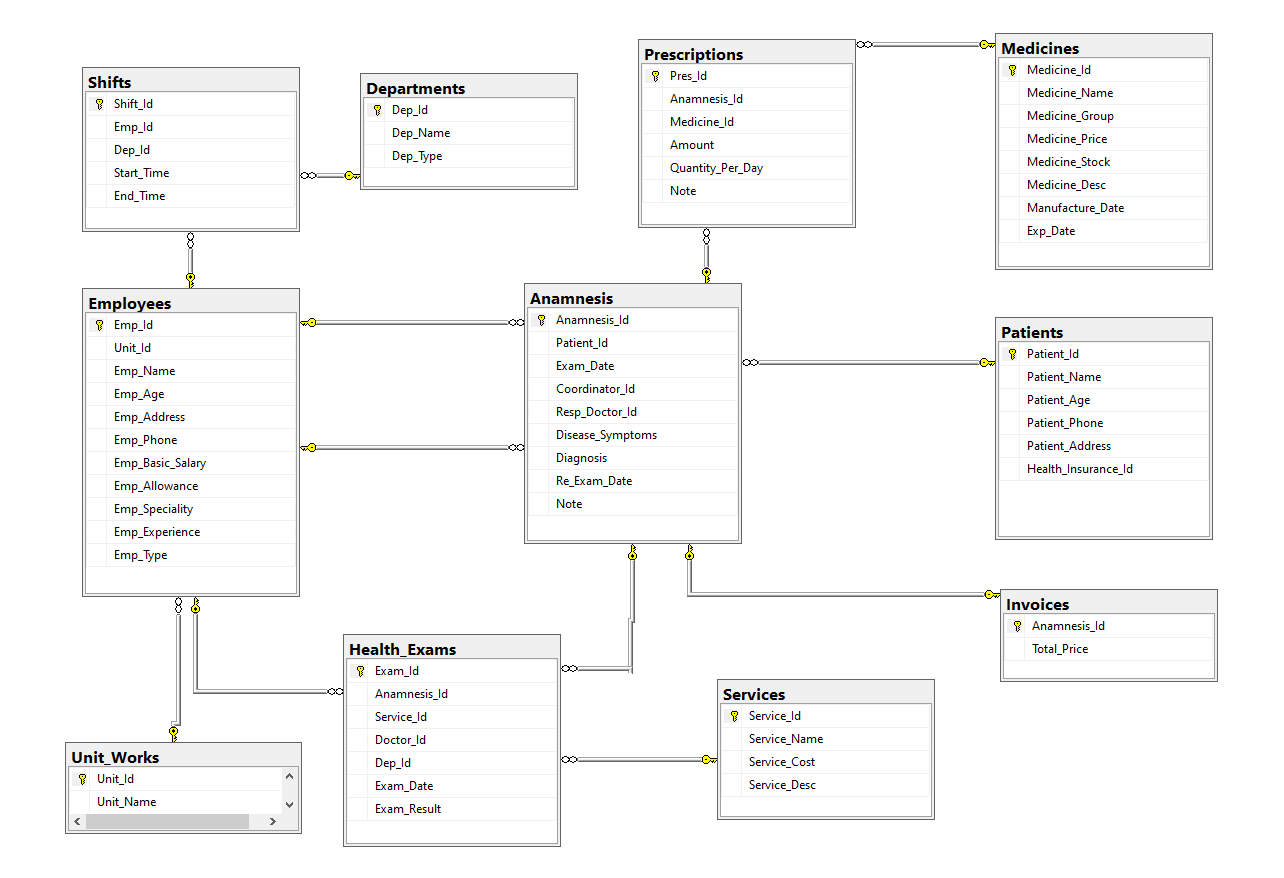 Shifts
Shift_Id
Emp_Id
Dep_Id
Start_Time
End_Time
Departments
Dep_Id
Dep_Name
Dep_Type
Prescriptions
Pres_Id
Anamnesis_Id
Medicine_Id
Amount
Quantity_Per_Day
Note
Medicines
Medicine_Id
Medicine_Name
Medicine_Group
Medicine_Price
Medicine_Stock
Medicine_Desc
Manufacture_Date
Exp_Date
Employees
Emp_Id
Unit_Id
Emp_Name
Emp_Age
Emp_Address
Emp_Phone
Emp_Basic_Salary
Emp_Allowance
Emp_Speciality
Emp_Experience
Emp_Type
Anamnesis
Anamnesis_Id
Patient_Id
Exam_Date
Coordinator_Id
Resp_Doctor_Id
Disease_Symptoms
Diagnosis
Re_Exam_Date
Note
Patients
Patient_Id
Patient_Name
Patient_Age
Patient_Phone
Patient_Address
Health_Insurance_Id
Invoices
Anamnesis_Id
Total_Price
Health_Exams
Exam_Id
Anamnesis_Id
Service_Id
Doctor_Id
Dep_Id
Exam_Date
Exam_Result
Services
Service_Id
Service_Name
Service_Cost
Service_Desc
Unit_Works
Unit_Id
Unit_Name